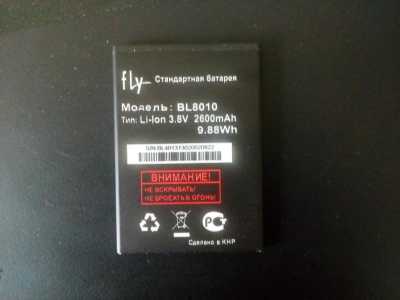 fly Стандартная батарея
Модель: BL8010
Тип: Li-Ion 3.8V 2600mAh
9.88Wh
ВНИМАНИЕ!
НЕ ВСКРЫВАТЬ!
НЕ БРОСАТЬ В ОГОНЬ!
Сделано в КНР